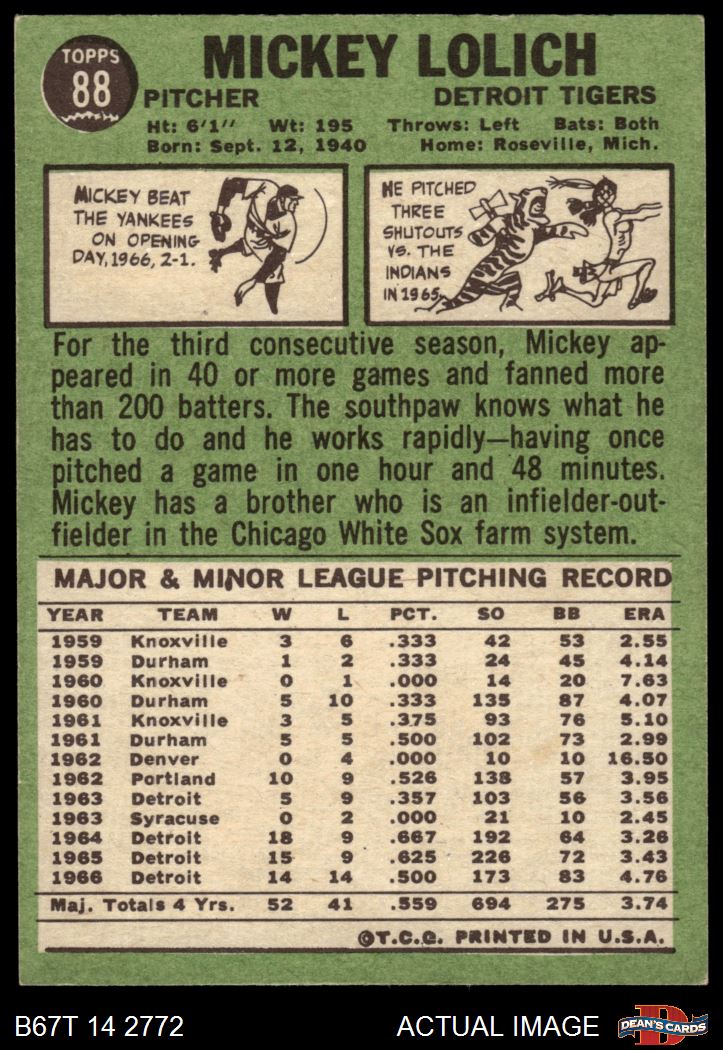 TOPPS
88
MICKEY LOLICH
PITCHER DETROIT TIGERS
Ht: 6'1" Wt: 195 Throws: Left Bats: Both
Born: Sept. 12, 1940 Home: Roseville, Mich.
MICKEY BEAT
THE YANKEES
ON OPENING
DAY, 1966, 2-1.
HE PITCHED
THREE
SHUTOUTS
VS. THE
INDIANS
IN 1965.
For the third consecutive season, Mickey ap-
peared in 40 or more games and fanned more
than 200 batters. The southpaw knows what he
has to do and he works rapidly—having once
pitched a game in one hour and 48 minutes.
Mickey has a brother who is an infielder-out-
fielder in the Chicago White Sox farm system.
MAJOR & MINOR LEAGUE PITCHING RECORD
YEAR TEAM W L PCT. SO BB ERA
1959 Knoxville 3 6 .333 42 53 2.55
1959 Durham 1 2 .333 24 45 4.14
1960 Knoxville 0 1 .000 14 20 7.63
1960 Durham 5 10 .333 135 87 4.07
1961 Knoxville 3 5 .375 93 76 5.10
1961 Durham 5 5 .500 102 73 2.99
1962 Denver 0 4 .000 10 10 16.50
1962 Portland 10 9 .526 138 57 3.95
1963 Detroit 5 9 .357 103 56 3.56
1963 Syracuse 0 2 .000 21 10 2.45
1964 Detroit 18 9 .667 192 64 3.26
1965 Detroit 15 9 .625 226 72 3.43
1966 Detroit 14 14 .500 173 83 4.76
Maj. Totals 4 Yrs. 52 41 .559 694 275 3.74
©T.C.G. PRINTED IN U.S.A.
B67T 14 2772 ACTUAL IMAGE DEAN'S CARDS